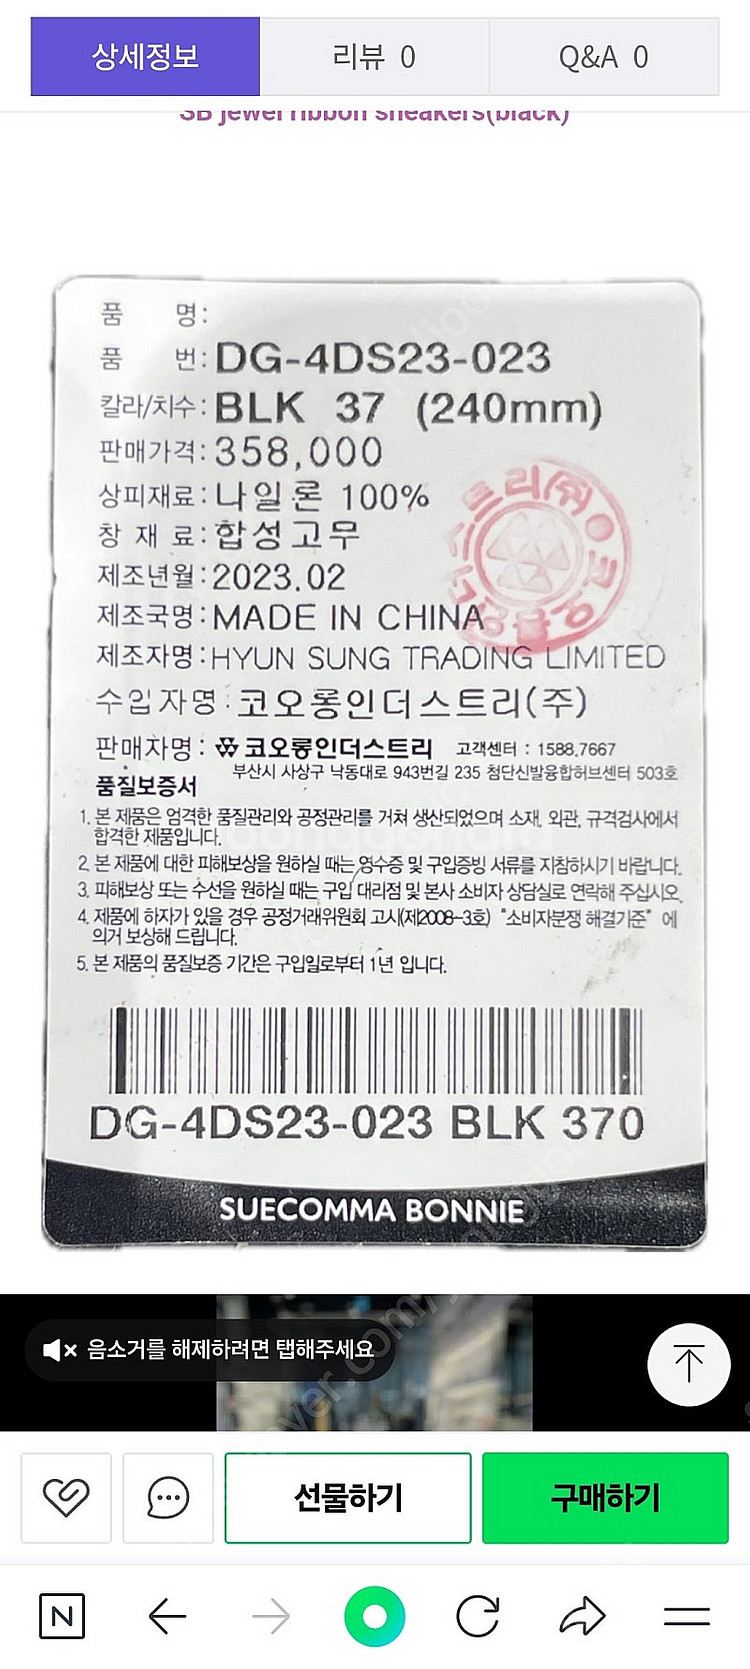 상세정보
리뷰 0
Q&A 0
SB jewel ribbon sneakers(black)
품 명:
품 번: DG-4DS23-023
칼라/치수: BLK 37 (240mm)
판매가격: 358,000
상피재료: 나일론 100%
창 재 료: 합성고무
제조년월: 2023.02
제조국명: MADE IN CHINA
제조자명: HYUN SUNG TRADING LIMITED
수입자명: 코오롱인더스트리(주)
판매자명: 코오롱인더스트리 고객센터 : 1588.7667
부산시 사상구 낙동대로 943번길 235 첨단신발융합허브센터 503호
품질보증서
1. 본 제품은 엄격한 품질관리와 공정관리를 거쳐 생산되었으며 소재, 외관, 규격검사에서
합격한 제품입니다.
2. 본 제품에 대한 피해보상을 원하실 때는 영수증 및 구입증빙 서류를 지참하시기 바랍니다.
3. 피해보상 또는 수선을 원하실 때는 구입 대리점 및 본사 소비자 상담실로 연락해 주십시오.
4. 제품에 하자가 있을 경우 공정거래위원회 고시(제2008-3호) "소비자분쟁 해결기준" 에
의거 보상해 드립니다.
5. 본 제품의 품질보증 기간은 구입일로부터 1년 입니다.
DG-4DS23-023 BLK 370
SUECOMMA BONNIE
음소거를 해제하려면 탭해주세요
선물하기
구매하기
N